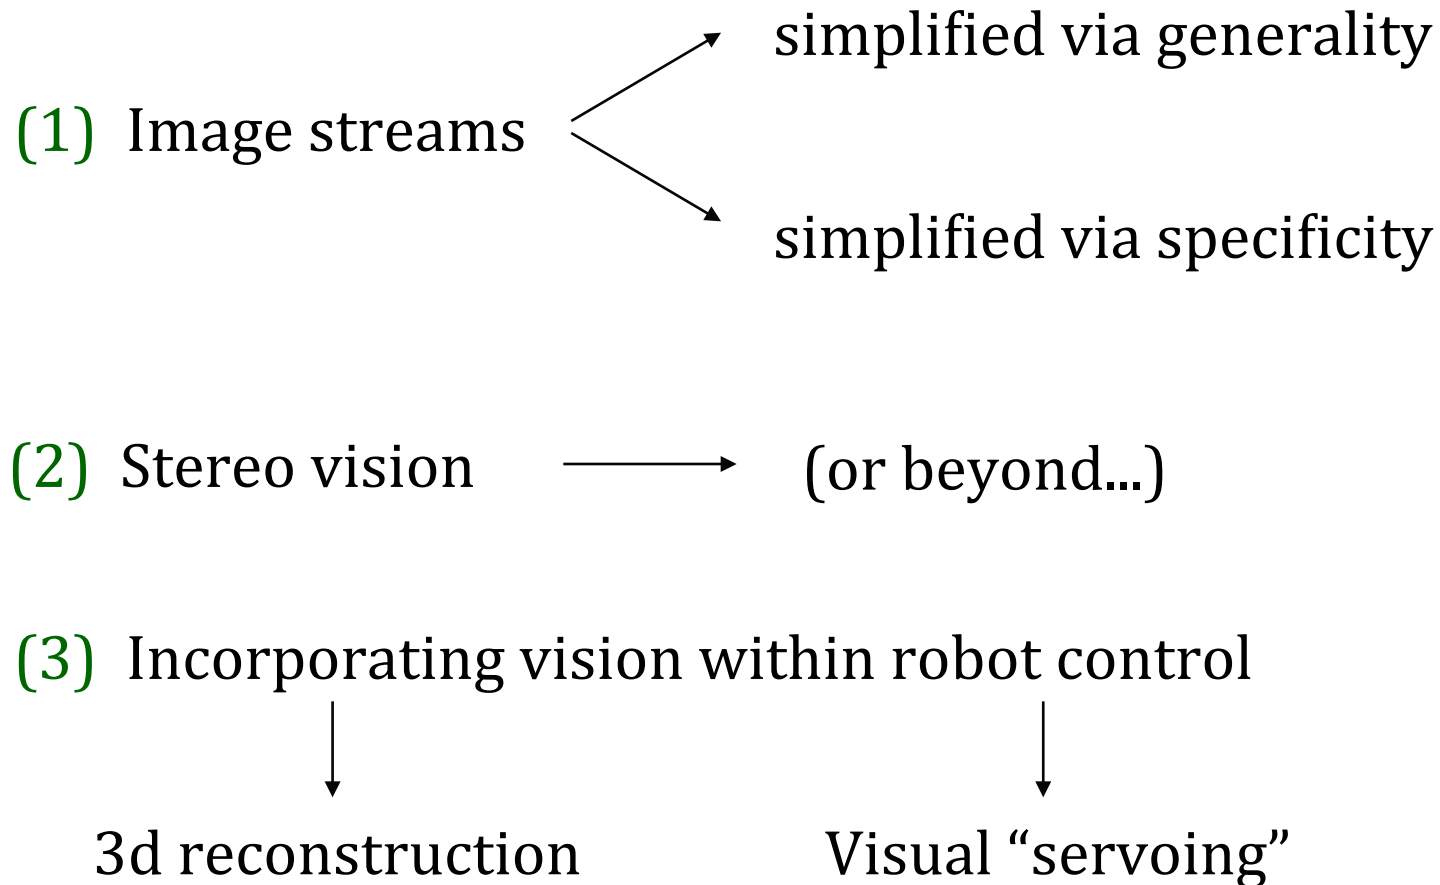 simplified via generality
(1) Image streams
simplified via specificity
(2) Stereo vision
(or beyond...)
(3) Incorporating vision within robot control
3d reconstruction
Visual “servoing”